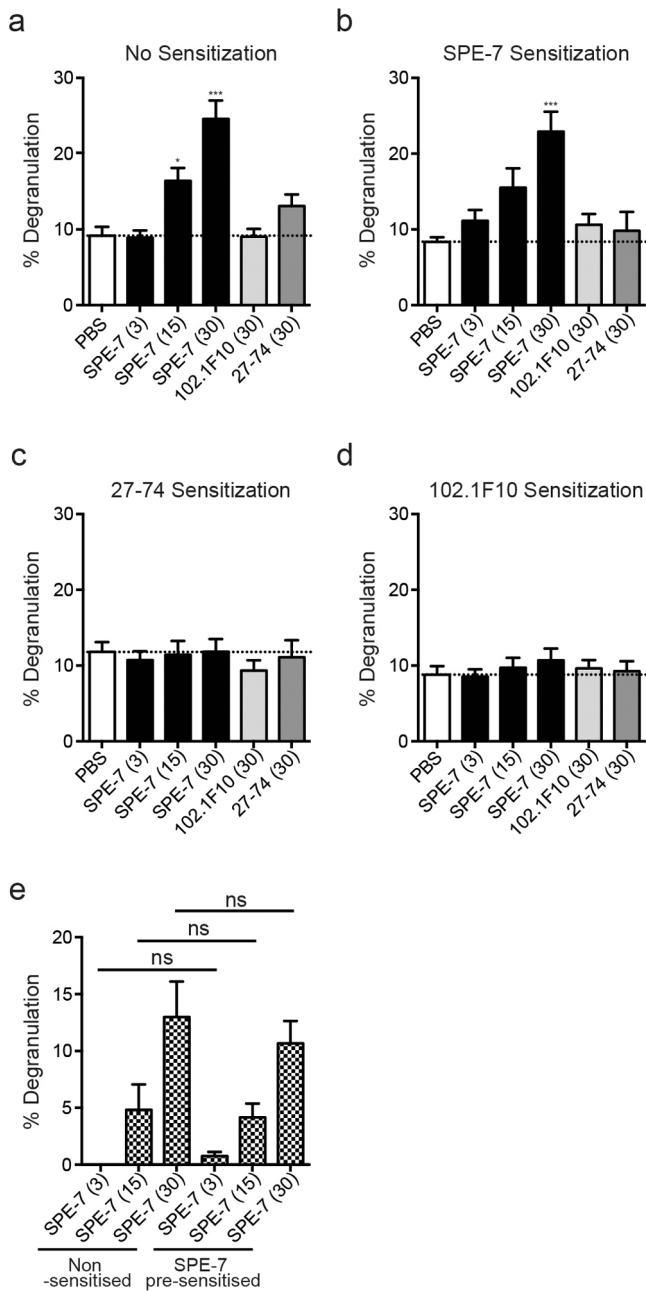 a
No Sensitization
% Degranulation
30
20
10
0
*
***
PBS
SPE-7 (3)
SPE-7 (15)
SPE-7 (30)
102.1F10 (30)
27-74 (30)
b
SPE-7 Sensitization
% Degranulation
30
20
10
0
***
PBS
SPE-7 (3)
SPE-7 (15)
SPE-7 (30)
102.1F10 (30)
27-74 (30)
c
27-74 Sensitization
% Degranulation
30
20
10
0
PBS
SPE-7 (3)
SPE-7 (15)
SPE-7 (30)
102.1F10 (30)
27-74 (30)
d
102.1F10 Sensitization
% Degranulation
30
20
10
0
PBS
SPE-7 (3)
SPE-7 (15)
SPE-7 (30)
102.1F10 (30)
27-74 (30)
e
ns
ns
ns
% Degranulation
20
15
10
5
0
SPE-7 (3)
SPE-7 (15)
SPE-7 (30)
SPE-7 (3)
SPE-7 (15)
SPE-7 (30)
Non
-sensitised
SPE-7
pre-sensitised